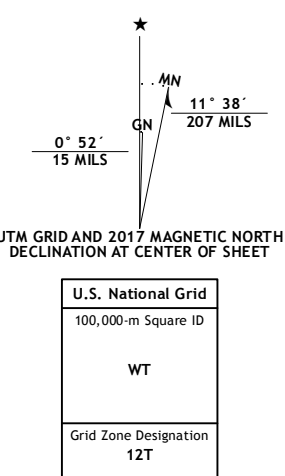 ★
MN
GN
11° 38´
207 MILS
0° 52´
15 MILS
UTM GRID AND 2017 MAGNETIC NORTH
DECLINATION AT CENTER OF SHEET
U.S. National Grid
100,000-m Square ID
WT
Grid Zone Designation
12T